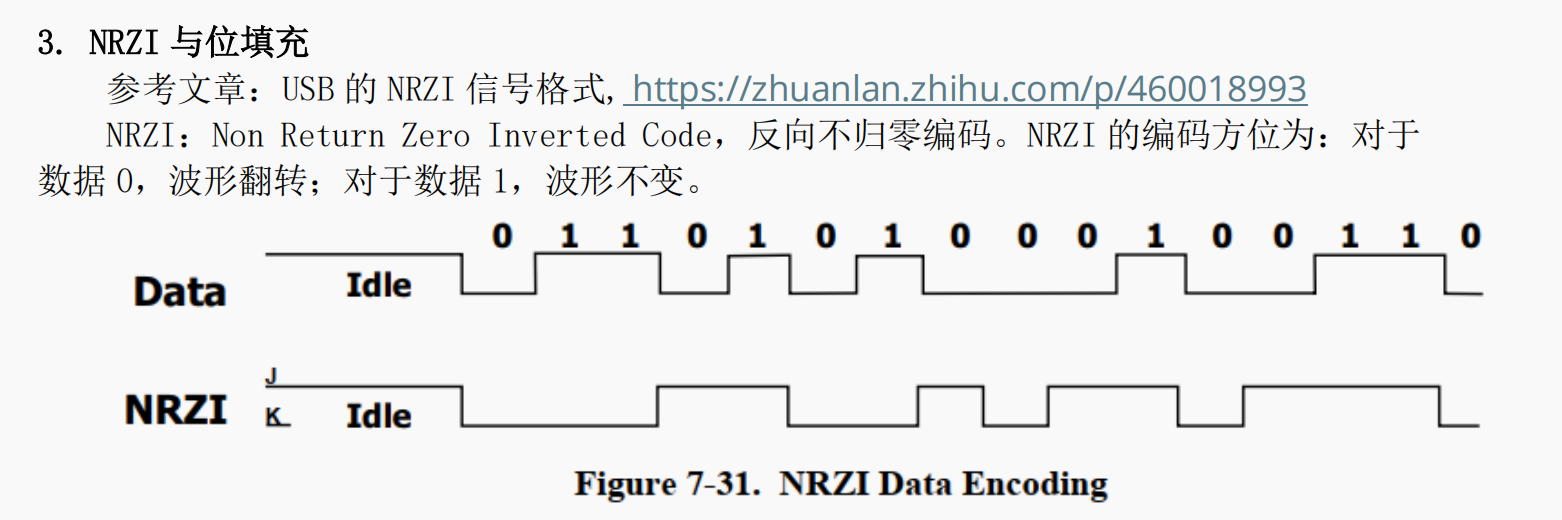 3. NRZI 与位填充
参考文章：USB 的 NRZI 信号格式, https://zhuanlan.zhihu.com/p/460018993
NRZI：Non Return Zero Inverted Code，反向不归零编码。NRZI 的编码方位为：对于
数据 0，波形翻转；对于数据 1，波形不变。
0 1 1 0 1 0 1 0 0 0 1 0 0 1 1 0
Data Idle
J
NRZI K Idle
Figure 7-31. NRZI Data Encoding